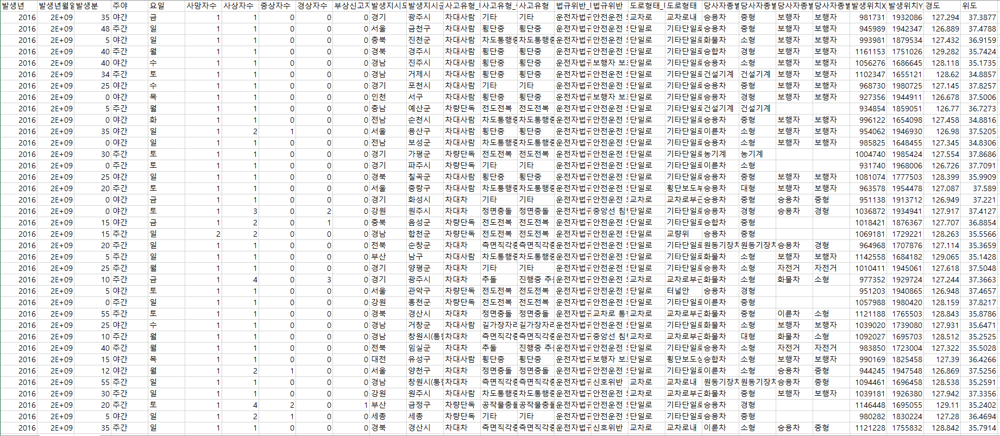 발생년 발생년월일 발생분 주야 요일 사망자수 사상자수 중상자수 경상자수 부상신고자 발생지시도 발생지시군 사고유형_ 사고유형_ 사고유형 법규위반_ 법규위반 도로형태_ 도로형태 당사자종별 당사자종별 당사자종별 당사자종별 발생위치X_ 발생위치Y_ 경도 위도
2016 2E+09 35 야간 금 1 1 0 0 0 경기 광주시 차대사람 기타 기타 운전자법규 안전운전 교차로 교차로내 승용차 중형 보행자 보행자 981731 1932086 127.294 37.3877
2016 2E+09 48 주간 일 1 1 0 0 0 서울 금천구 차대사람 횡단중 횡단중 운전자법규 안전운전 단일로 기타단일로 승용차 중형 보행자 보행자 945989 1942347 126.889 37.4788
2016 2E+09 5 야간 일 1 1 0 0 0 충북 진천군 차대사람 차도통행중 차도통행중 운전자법규 안전운전 단일로 기타단일로 화물차 소형 보행자 보행자 993981 1879534 127.432 36.9159
2016 2E+09 40 주간 월 1 1 0 0 0 경북 경주시 차대사람 횡단중 횡단중 운전자법규 안전운전 단일로 기타단일로 승합차 경형 보행자 보행자 1161153 1751026 129.282 35.7424
2016 2E+09 40 야간 수 1 1 0 0 0 경남 진주시 차대사람 횡단중 횡단중 운전자법규 보행자 보호 단일로 기타단일로 승용차 소형 보행자 보행자 1056276 1686645 128.118 35.1735
2016 2E+09 34 주간 토 1 1 0 0 0 경남 거제시 차대사람 횡단중 횡단중 운전자법규 안전운전 단일로 기타단일로 건설기계 건설기계 보행자 보행자 1102347 1655121 128.62 34.8857
2016 2E+09 25 야간 수 1 1 0 0 0 경기 포천시 차대사람 기타 기타 운전자법규 안전운전 단일로 기타단일로 승용차 중형 보행자 보행자 968730 1980725 127.145 37.8257
2016 2E+09 0 야간 목 1 1 0 0 0 인천 서구 차대사람 횡단중 횡단중 운전자법규 보행자 보호 단일로 기타단일로 승용차 경형 보행자 보행자 927356 1944911 126.678 37.5006
2016 2E+09 5 주간 월 1 1 0 0 0 충남 예산군 차량단독 전도전복 전도전복 운전자법규 안전운전 단일로 기타단일로 건설기계 건설기계 934854 1859051 126.77 36.7273
2016 2E+09 0 야간 화 1 1 0 0 0 전남 순천시 차대사람 차도통행중 차도통행중 운전자법규 안전운전 단일로 기타단일로 승용차 중형 보행자 보행자 996122 1654098 127.458 34.8816
2016 2E+09 35 야간 일 1 2 1 0 0 서울 용산구 차대사람 횡단중 횡단중 운전자법규 안전운전 단일로 기타단일로 이륜차 소형 보행자 보행자 954062 1946930 126.98 37.5205
2016 2E+09 0 야간 일 1 1 0 0 0 전남 보성군 차대사람 차도통행중 차도통행중 운전자법규 안전운전 단일로 기타단일로 승용차 소형 보행자 보행자 985825 1648455 127.345 34.8306
2016 2E+09 30 주간 토 1 1 0 0 0 경기 가평군 차량단독 전도전복 전도전복 운전자법규 안전운전 단일로 기타단일로 농기계 농기계 1004740 1985424 127.554 37.8686
2016 2E+09 0 주간 토 1 1 0 0 0 경기 파주시 차량단독 기타 기타 운전자법규 안전운전 단일로 기타단일로 이륜차 소형 931740 1968006 126.726 37.7091
2016 2E+09 25 야간 일 1 1 0 0 0 경북 칠곡군 차대사람 횡단중 횡단중 운전자법규 안전운전 단일로 기타단일로 승용차 중형 보행자 보행자 1081074 1777503 128.399 35.9909
2016 2E+09 20 주간 토 1 1 0 0 0 서울 중랑구 차대사람 차도통행중 차도통행중 운전자법규 안전운전 단일로 횡단보도부 승용차 대형 보행자 보행자 963578 1954478 127.087 37.589
2016 2E+09 0 야간 금 1 1 0 0 0 경기 화성시 차대차 기타 기타 운전자법규 안전운전 교차로 교차로부근 승용차 중형 승용차 중형 951138 1913712 126.949 37.221
2016 2E+09 0 야간 토 1 3 0 2 0 강원 원주시 차대차 정면충돌 정면충돌 운전자법규 중앙선 침범 단일로 기타단일로 승용차 경형 승용차 경형 1036872 1934941 127.917 37.4127
2016 2E+09 15 야간 금 1 2 0 1 0 충북 음성군 차량단독 전도전복 전도전복 운전자법규 안전운전 단일로 기타단일로 승합차 중형 1018421 1876367 127.707 36.8854
2016 2E+09 15 주간 일 2 2 0 0 0 경남 합천군 차량단독 전도전복 전도전복 운전자법규 안전운전 단일로 교량위 승용차 중형 1069181 1729221 128.263 35.5566
2016 2E+09 20 주간 일 1 1 0 0 0 전북 순창군 차대차 측면직각충 측면직각충 운전자법규 안전운전 단일로 기타단일로 원동기장치 원동기장치 승용차 경형 964968 1707876 127.114 35.3659
2016 2E+09 5 주간 일 1 1 0 0 0 부산 남구 차대사람 차도통행중 차도통행중 운전자법규 안전운전 단일로 기타단일로 화물차 소형 보행자 보행자 1142558 1684182 129.065 35.1428
2016 2E+09 25 주간 월 1 1 0 0 0 경기 양평군 차대차 기타 기타 운전자법규 안전운전 단일로 기타단일로 승용차 소형 자전거 자전거 1010411 1945061 127.618 37.5048
2016 2E+09 10 주간 금 1 4 0 3 0 경기 광주시 차대차 추돌 진행중 추돌 운전자법규 안전운전 교차로 교차로부근 화물차 소형 화물차 소형 977352 1929724 127.244 37.3663
2016 2E+09 5 야간 토 1 1 0 0 0 서울 관악구 차량단독 전도전복 전도전복 운전자법규 안전운전 단일로 터널안 승용차 경형 951203 1940865 126.948 37.4657
2016 2E+09 0 주간 일 1 1 0 0 0 강원 홍천군 차량단독 전도전복 전도전복 운전자법규 안전운전 단일로 기타단일로 이륜차 중형 1057988 1980420 128.159 37.8217
2016 2E+09 55 주간 토 1 1 0 0 0 경북 경산시 차대차 정면충돌 정면충돌 운전자법규 교차로 통행 교차로 교차로부근 화물차 중형 이륜차 소형 1121188 1765503 128.843 35.8786
2016 2E+09 25 야간 수 1 1 0 0 0 경남 거창군 차대사람 길가장자리 길가장자리 운전자법규 안전운전 단일로 기타단일로 화물차 소형 보행자 보행자 1039020 1739080 127.931 35.6471
2016 2E+09 10 주간 월 1 1 0 0 0 경남 창원시(통합 차대차 측면직각충 측면직각충 운전자법규 중앙선 침범 교차로 교차로부근 화물차 대형 화물차 소형 1092027 1695703 128.512 35.2525
2016 2E+09 40 주간 월 1 1 0 0 0 전북 임실군 차대차 추돌 진행중 추돌 운전자법규 안전운전 단일로 기타단일로 승용차 소형 자전거 자전거 983850 1723004 127.322 35.5028
2016 2E+09 15 야간 목 1 1 0 0 0 대전 유성구 차대사람 횡단중 횡단중 운전자법규 보행자 보호 단일로 횡단보도상 승합차 소형 보행자 보행자 990169 1825458 127.39 36.4266
2016 2E+09 12 야간 월 1 2 1 0 0 서울 양천구 차대차 정면충돌 정면충돌 운전자법규 안전운전 단일로 기타단일로 이륜차 소형 승용차 중형 944245 1947548 126.869 37.5256
2016 2E+09 55 주간 일 1 1 0 0 0 경남 창원시(통합 차대차 측면직각충 측면직각충 운전자법규 신호위반 교차로 교차로내 원동기장치 원동기장치 승용차 중형 1094461 1696458 128.538 35.2591
2016 2E+09 30 주간 일 1 1 0 0 0 강원 원주시 차대사람 차도통행중 차도통행중 운전자법규 안전운전 교차로 교차로부근 화물차 중형 보행자 보행자 1039181 1926380 127.942 37.3356
2016 2E+09 20 주간 토 1 4 2 0 1 부산 금정구 차량단독 공작물충돌 공작물충돌 운전자법규 안전운전 단일로 기타단일로 승용차 경형 1146448 1695055 129.11 35.2402
2016 2E+09 5 야간 일 1 2 1 0 0 세종 세종 차량단독 기타 기타 운전자법규 안전운전 단일로 기타단일로 승용차 중형 980282 1830224 127.28 36.4694
2016 2E+09 35 주간 일 1 1 0 0 0 경북 경산시 차대차 측면직각충 측면직각충 운전자법규 신호위반 교차로 교차로내 이륜차 소형 승용차 중형 1121228 1755832 128.842 35.7914